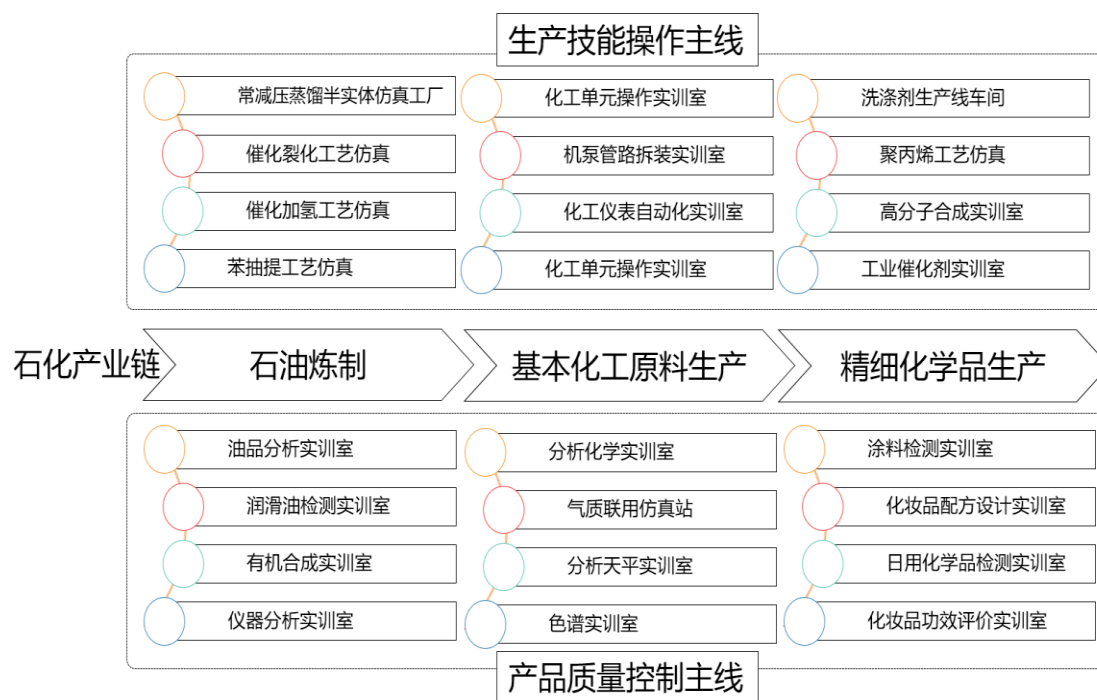 生产技能操作主线
常减压蒸馏半实体仿真工厂
催化裂化工艺仿真
催化加氢工艺仿真
苯抽提工艺仿真
化工单元操作实训室
机泵管路拆装实训室
化工仪表自动化实训室
化工单元操作实训室
洗涤剂生产线车间
聚丙烯工艺仿真
高分子合成实训室
工业催化剂实训室
石化产业链
石油炼制
基本化工原料生产
精细化学品生产
油品分析实训室
润滑油检测实训室
有机合成实训室
仪器分析实训室
分析化学实训室
气质联用仿真站
分析天平实训室
色谱实训室
涂料检测实训室
化妆品配方设计实训室
日用化学品检测实训室
化妆品功效评价实训室
产品质量控制主线